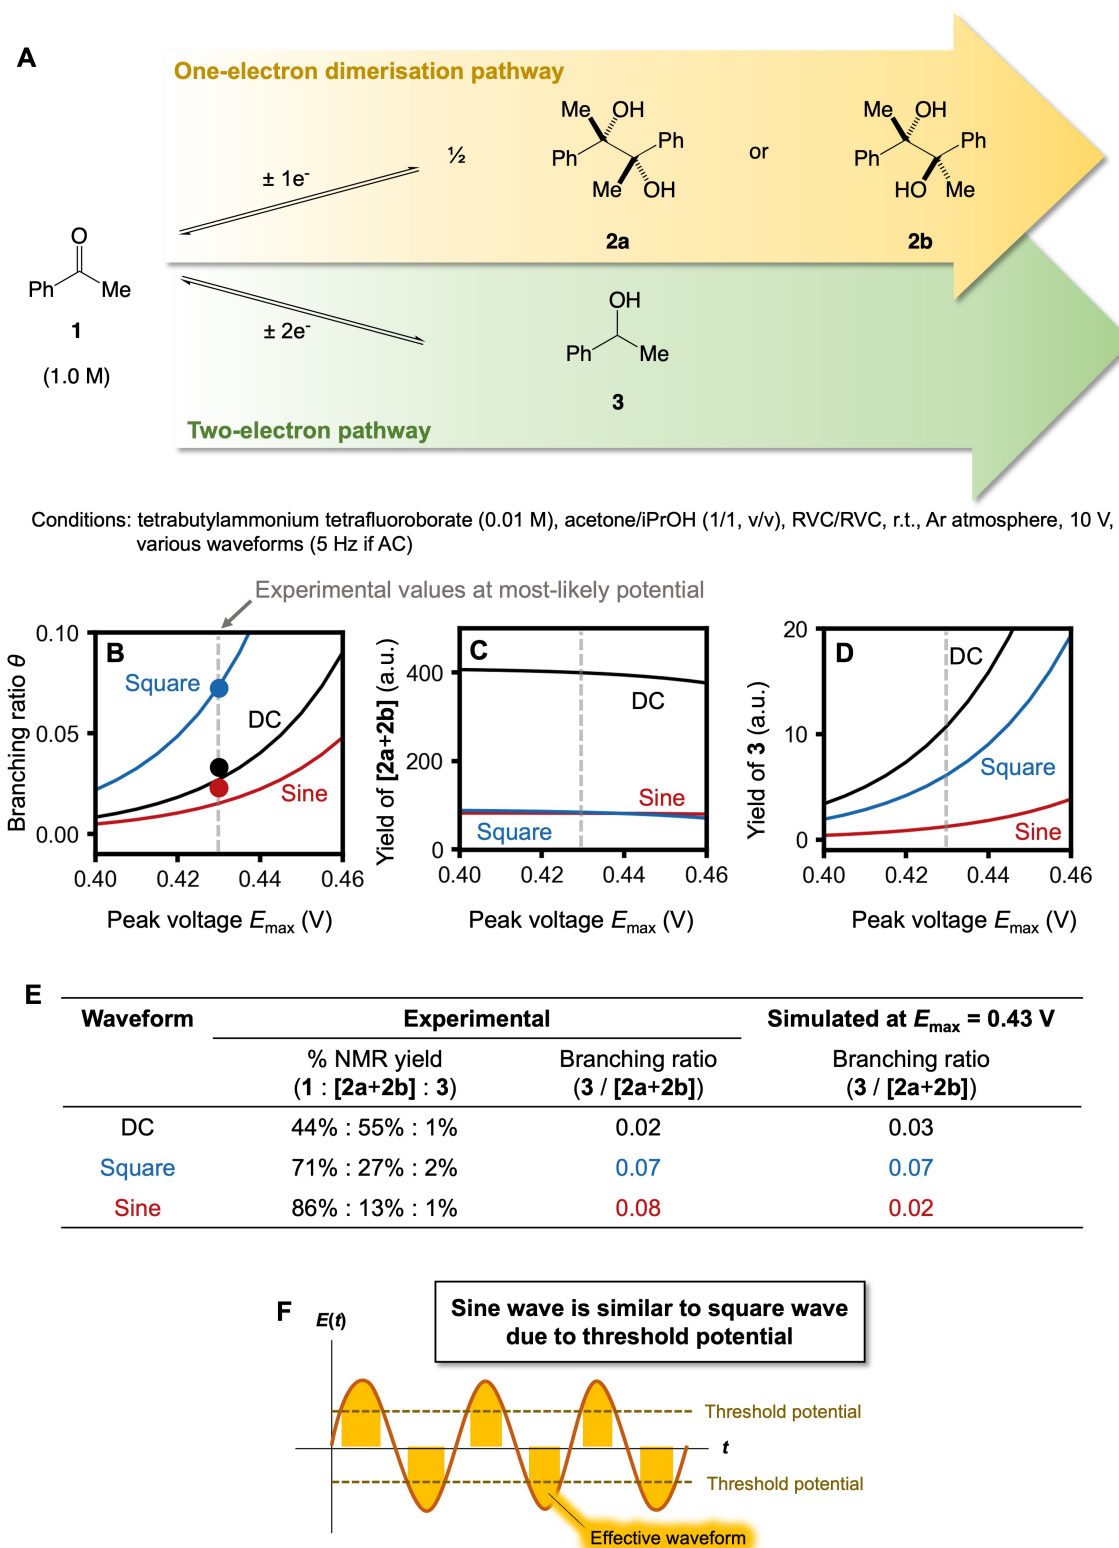 A
One-electron dimerisation pathway
± 1e-
½
Me OH
Ph
Ph
Me OH
2a
or
Me OH
Ph
Ph
HO Me
2b
O
Ph Me
1
(1.0 M)
± 2e-
OH
Ph Me
3
Two-electron pathway
Conditions: tetrabutylammonium tetrafluoroborate (0.01 M), acetone/iPrOH (1/1, v/v), RVC/RVC, r.t., Ar atmosphere, 10 V,
various waveforms (5 Hz if AC)
Experimental values at most-likely potential
B
Branching ratio θ
0.10
0.05
0.00
Square
DC
Sine
0.40 0.42 0.44 0.46
Peak voltage Emax (V)
C
Yield of [2a+2b] (a.u.)
400
200
0
DC
Sine
Square
0.40 0.42 0.44 0.46
Peak voltage Emax (V)
D
Yield of 3 (a.u.)
20
10
0
DC
Square
Sine
0.40 0.42 0.44 0.46
Peak voltage Emax (V)
E
Waveform Experimental Simulated at Emax = 0.43 V
% NMR yield Branching ratio Branching ratio
(1 : [2a+2b] : 3) (3 / [2a+2b]) (3 / [2a+2b])
DC 44% : 55% : 1% 0.02 0.03
Square 71% : 27% : 2% 0.07 0.07
Sine 86% : 13% : 1% 0.08 0.02
F
E(t)
Sine wave is similar to square wave
due to threshold potential
Threshold potential
t
Threshold potential
Effective waveform